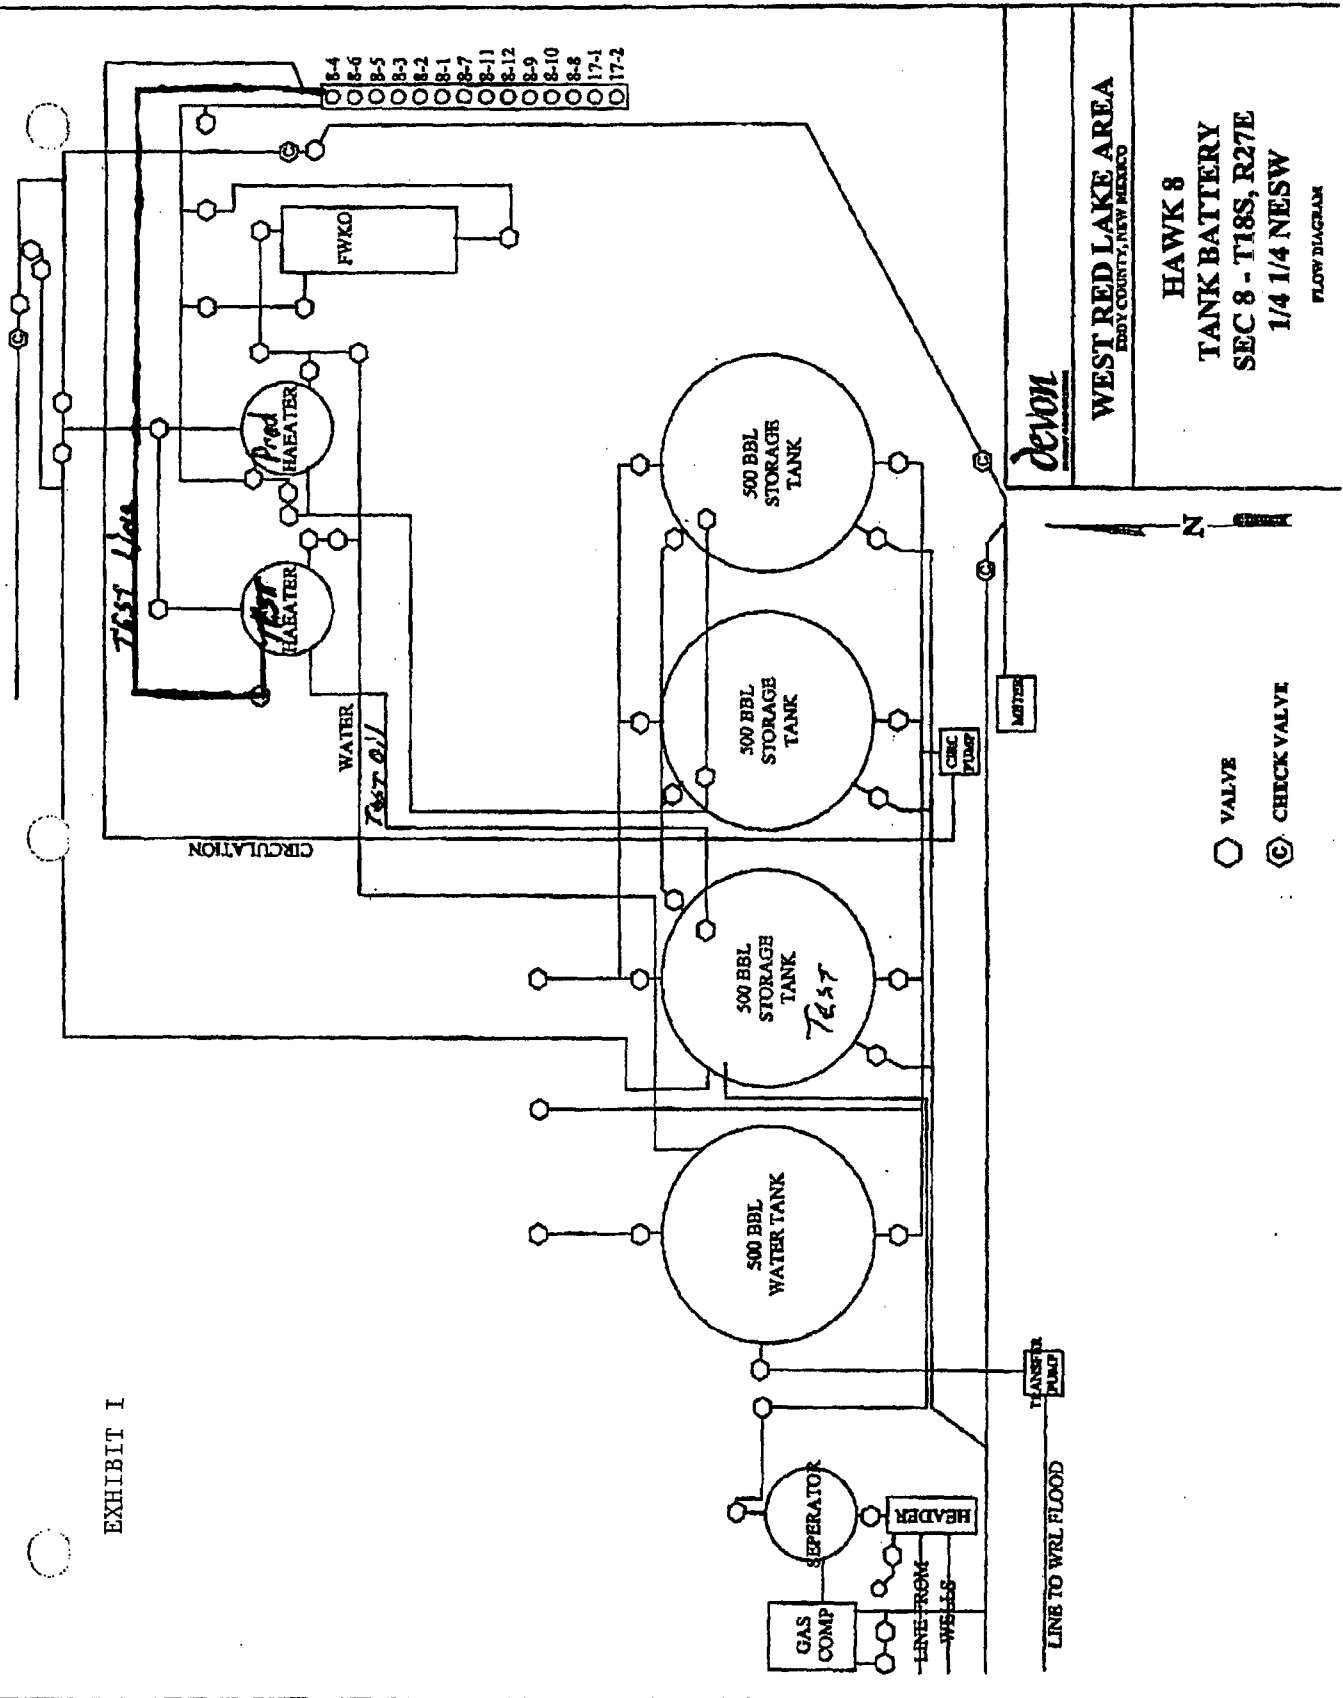 EXHIBIT I
8-4
8-6
8-5
8-3
8-2
8-1
8-7
8-11
8-12
8-9
8-10
8-8
17-1
17-2
C
C
FWKO
Prod
HAEATER
TEST
HAEATER
TEST Line
WATER
TEST OIL
CIRCULATION
500 BBL
STORAGE
TANK
500 BBL
STORAGE
TANK
500 BBL
STORAGE
TANK
TEST
500 BBL
WATER TANK
SEPERATOR
GAS
COMP
HEADER
LINE FROM
WELLS
CIRC
PUMP
METER
C
C
TRANSFER
PUMP
LINE TO WRL FLOOD
N
VALVE
C CHECK VALVE
devon
WEST RED LAKE AREA
EDDY COUNTY, NEW MEXICO
HAWK 8
TANK BATTERY
SEC 8 - T18S, R27E
1/4 1/4 NESW
FLOW DIAGRAM